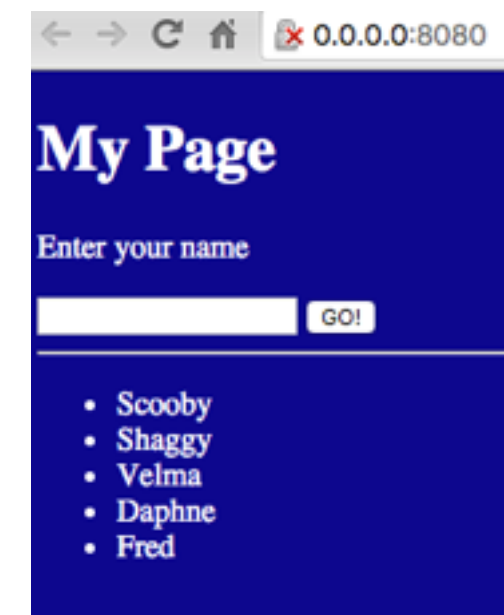 0.0.0.0:8080
My Page
Enter your name
GO!
Scooby
Shaggy
Velma
Daphne
Fred